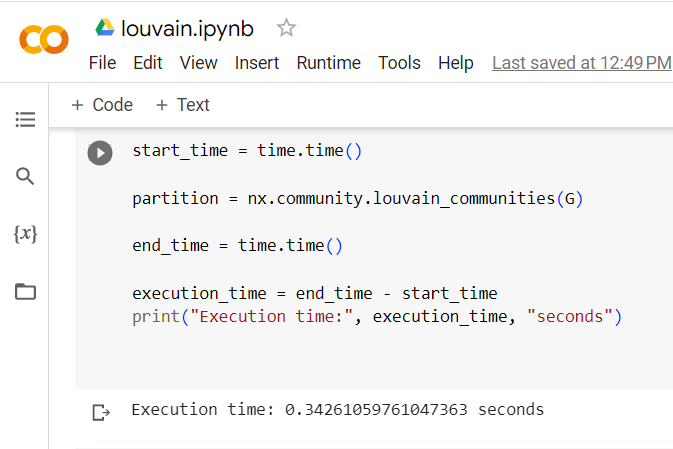 louvain.ipynb
File Edit View Insert Runtime Tools Help Last saved at 12:49 PM
+ Code + Text
start_time = time.time()
partition = nx.community.louvain_communities(G)
end_time = time.time()
{x}
execution_time = end_time - start_time
print("Execution time:", execution_time, "seconds")
Execution time: 0.34261059761047363 seconds